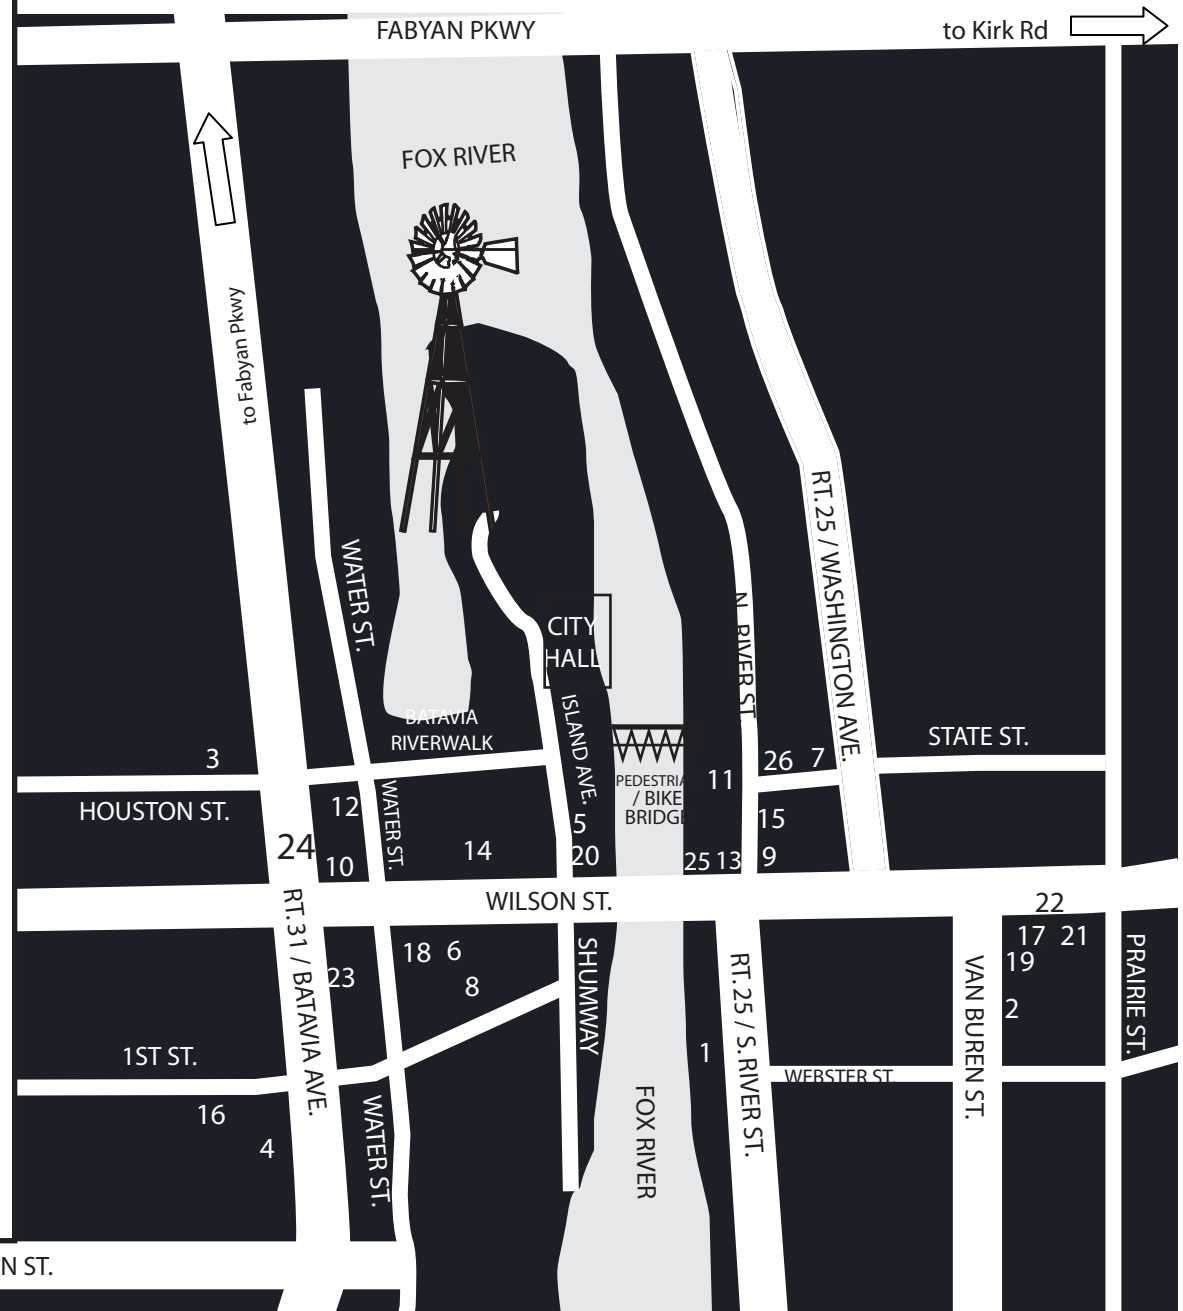 FABYAN PKWY
to Kirk Rd
FOX RIVER
to Fabyan Pkwy
WATER ST.
RT. 25 / WASHINGTON AVE.
CITY
HALL
N. RIVER ST.
ISLAND AVE.
BATAVIA
RIVERWALK
STATE ST.
3
26
7
HOUSTON ST.
PEDESTRIA
/ BIKE
BRIDGE
11
12
WATER ST.
5
15
24
10
14
20
25
13
9
WILSON ST.
22
RT. 31 / BATAVIA AVE.
18
6
17
21
23
8
SHUMWAY
RT. 25 / S. RIVER ST.
VAN BUREN ST.
19
PRAIRIE ST.
2
1ST ST.
1
WEBSTER ST.
16
4
WATER ST.
FOX RIVER
N ST.